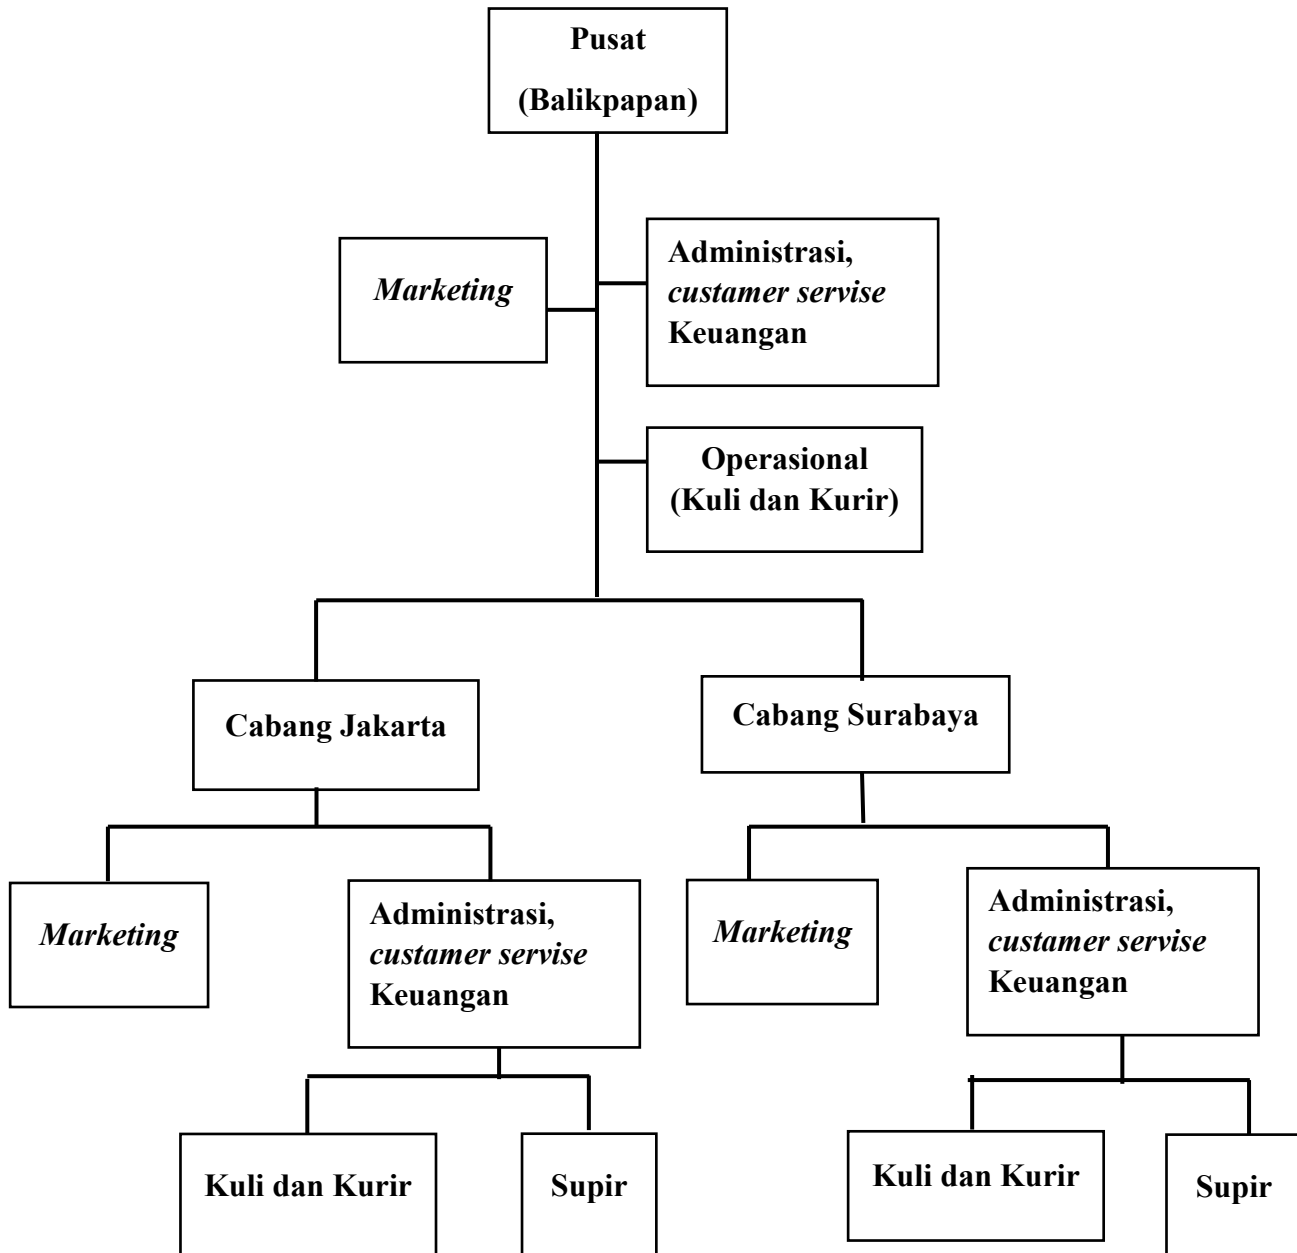 Pusat
(Balikpapan)
Marketing
Administrasi,
custamer servise
Keuangan
Operasional
(Kuli dan Kurir)
Cabang Jakarta
Cabang Surabaya
Marketing
Administrasi,
custamer servise
Keuangan
Marketing
Administrasi,
custamer servise
Keuangan
Kuli dan Kurir
Supir
Kuli dan Kurir
Supir